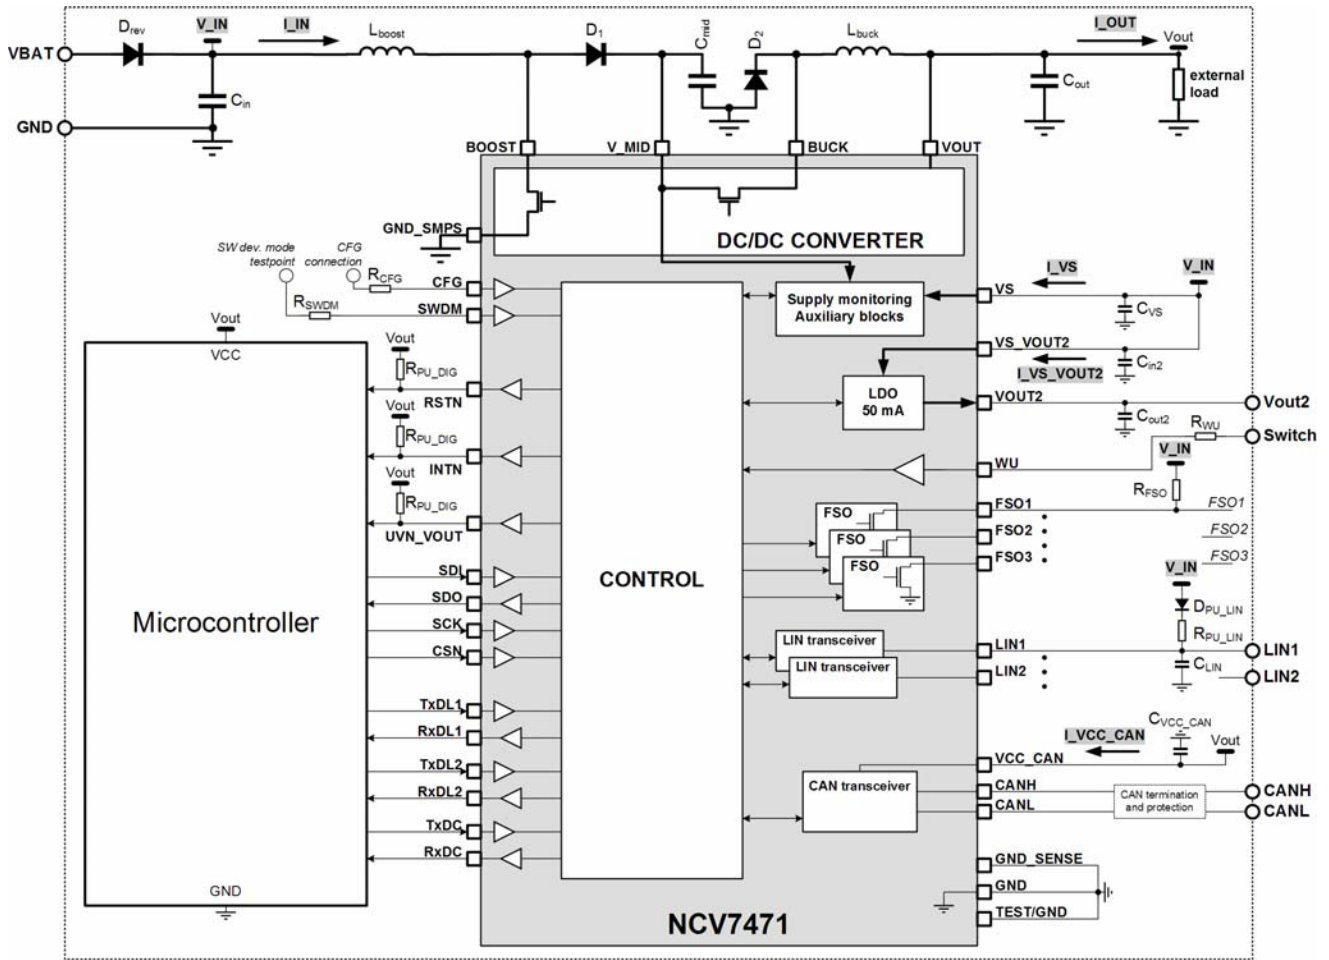 D_rev
V_IN
I_IN
L_boost
D_1
C_mid
D_2
L_buck
I_OUT
Vout
VBAT
C_in
C_out
external
load
GND
BOOST
V_MID
BUCK
VOUT
GND_SMPS
DC/DC CONVERTER
SW dev. mode
testpoint
CFG
connection
R_CFG
CFG
R_SWDM
SWDM
Supply monitoring
Auxiliary blocks
VS
I_VS
V_IN
C_VS
VS_VOUT2
I_VS_VOUT2
C_in2
Vout
VCC
Vout
R_PU_DIG
RSTN
LDO
50 mA
VOUT2
C_out2
Vout2
R_WU
Switch
Vout
R_PU_DIG
INTN
WU
V_IN
Vout
R_PU_DIG
UVN_VOUT
FSO
FSO
FSO
FSO1
R_FSO
FSO1
FSO2
FSO2
FSO3
FSO3
Microcontroller
CONTROL
SDI
SDO
SCK
CSN
V_IN
D_PU_LIN
R_PU_LIN
LIN transceiver
LIN transceiver
LIN1
LIN1
C_LIN
LIN2
LIN2
TxDL1
RxDL1
TxDL2
RxDL2
TxDC
RxDC
I_VCC_CAN
C_VCC_CAN
Vout
VCC_CAN
CAN transceiver
CANH
CANL
CAN termination
and protection
CANH
CANL
GND
GND_SENSE
GND
TEST/GND
NCV7471